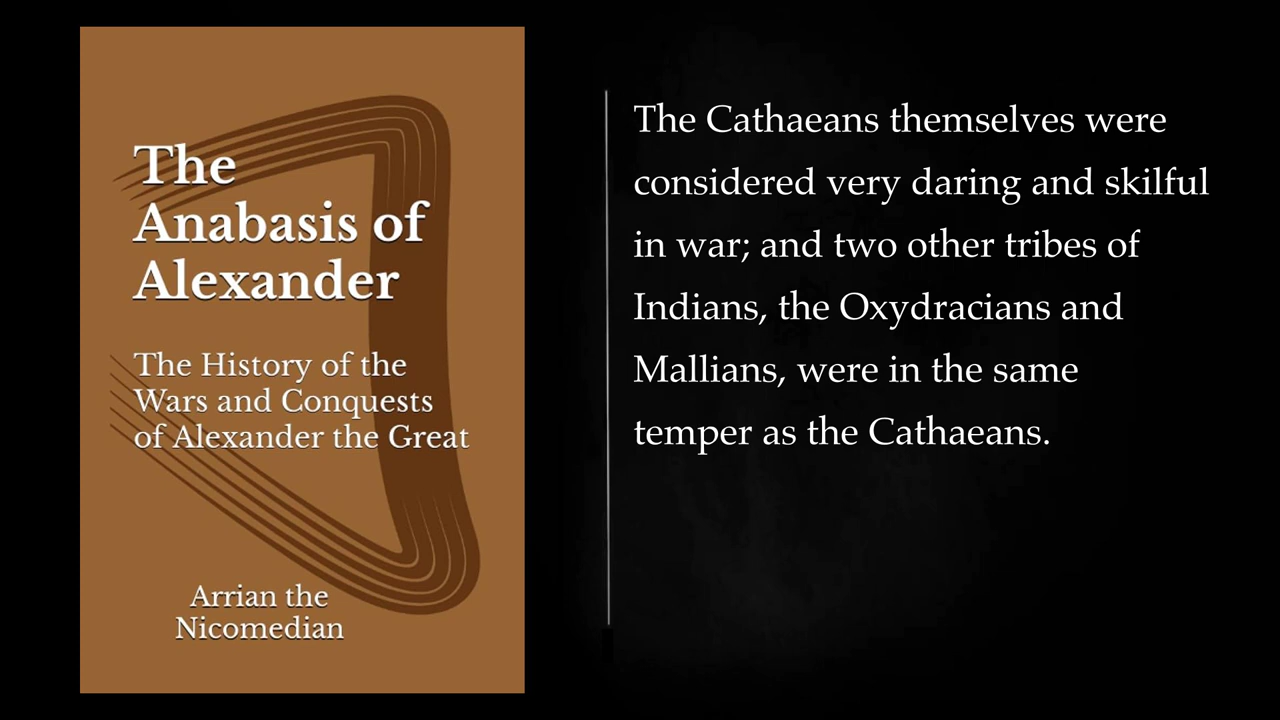 The
Anabasis of
Alexander
The History of the
Wars and Conquests
of Alexander the Great
Arrian the
Nicomedian
The Cathaeans themselves were
considered very daring and skilful
in war; and two other tribes of
Indians, the Oxydracians and
Mallians, were in the same
temper as the Cathaeans.